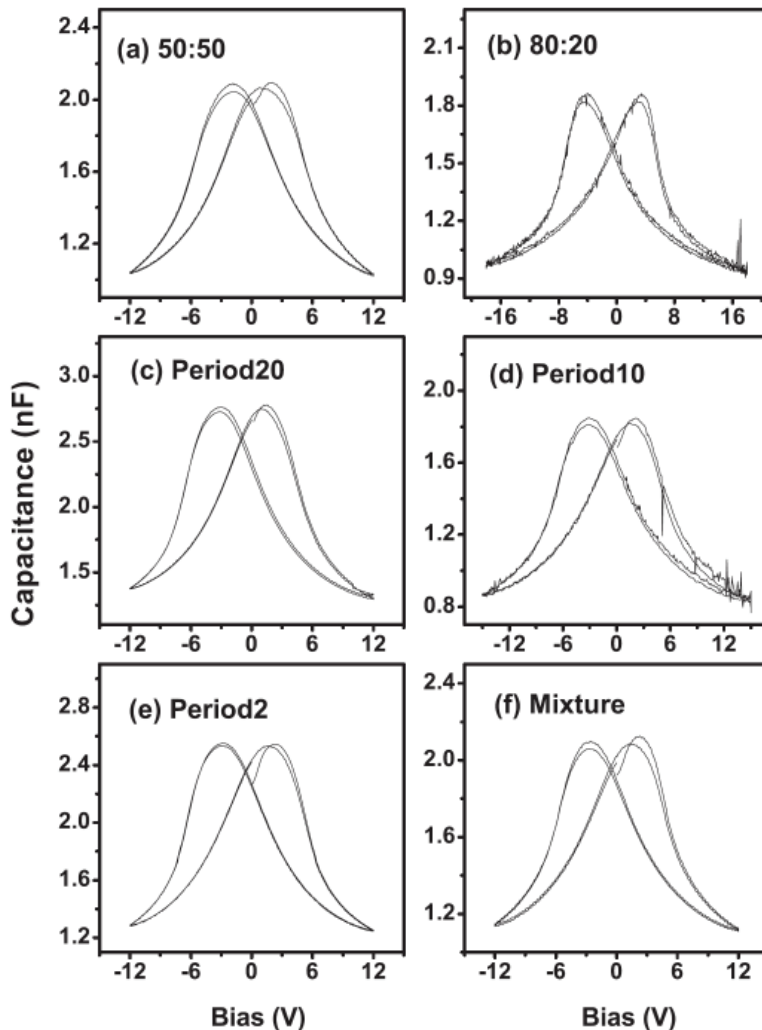 (a) 50:50
2.4
2.0
1.6
1.2
-12 -6 0 6 12
(b) 80:20
2.1
1.8
1.5
1.2
0.9
-16 -8 0 8 16
(c) Period20
3.0
2.5
2.0
1.5
-12 -6 0 6 12
(d) Period10
2.0
1.6
1.2
0.8
-12 -6 0 6 12
(e) Period2
2.8
2.4
2.0
1.6
1.2
-12 -6 0 6 12
(f) Mixture
2.4
2.0
1.6
1.2
-12 -6 0 6 12
Capacitance (nF)
Bias (V)
Bias (V)